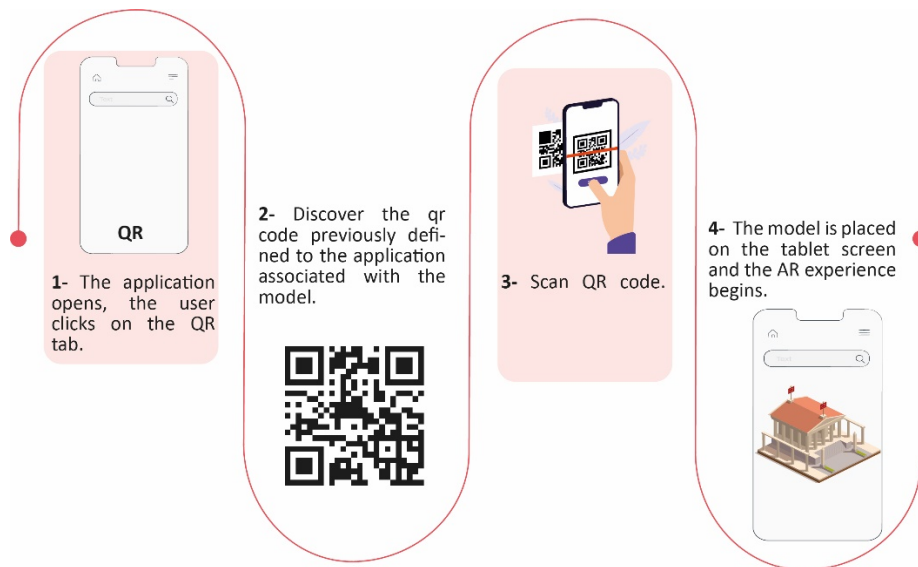 QR
1- The application
opens, the user
clicks on the QR
tab.
2- Discover the qr
code previously defi-
ned to the application
associated with the
model.
3- Scan QR code.
4- The model is placed
on the tablet screen
and the AR experience
begins.